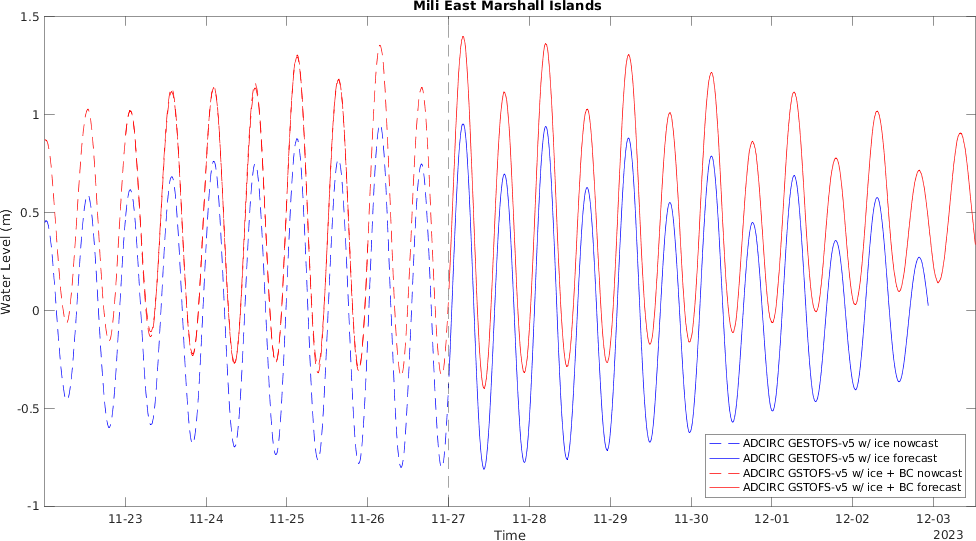 Mili East Marshall Islands
1.5
1
0.5
0
-0.5
-1
Water Level (m)
11-23
11-24
11-25
11-26
11-27
11-28
11-29
11-30
12-01
12-02
12-03
Time
2023
ADCIRC GESTOFS-v5 w/ ice nowcast
ADCIRC GESTOFS-v5 w/ ice forecast
ADCIRC GSTOFS-v5 w/ ice + BC nowcast
ADCIRC GSTOFS-v5 w/ ice + BC forecast